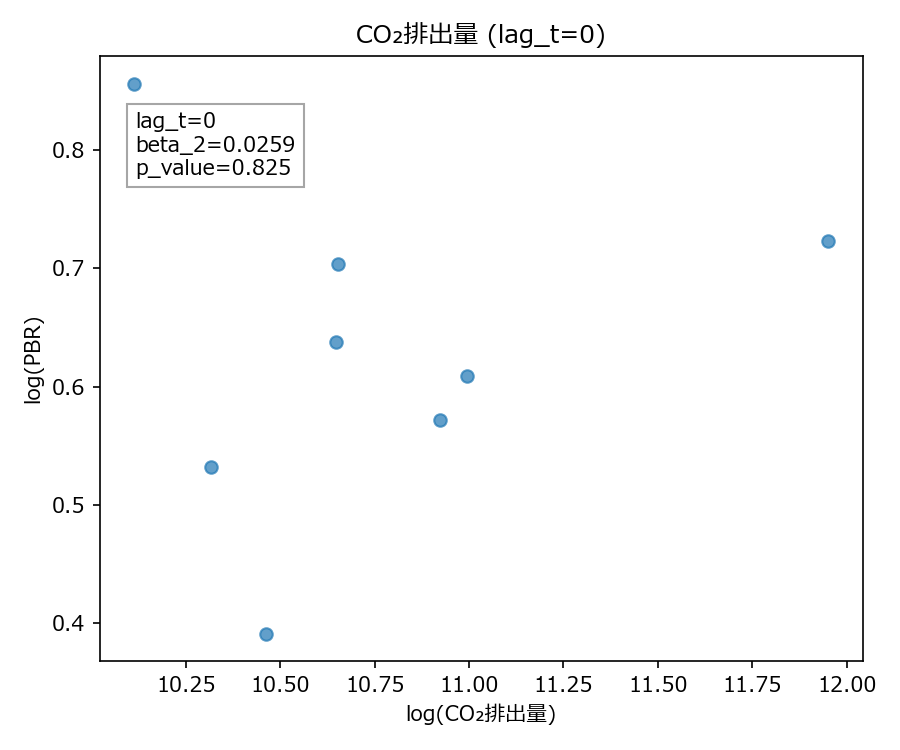 CO₂排出量 (lag_t=0)
lag_t=0
beta_2=0.0259
p_value=0.825
log(PBR)
0.8
0.7
0.6
0.5
0.4
10.25 10.50 10.75 11.00 11.25 11.50 11.75 12.00
log(CO₂排出量)